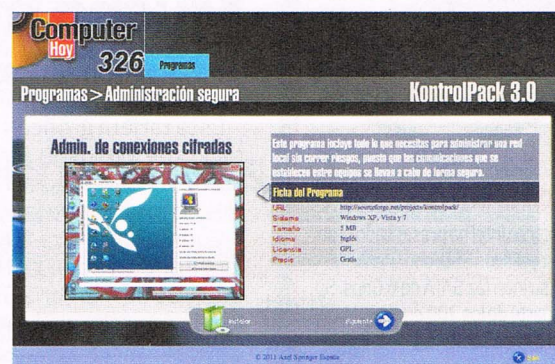 Computer
Hoy
326
Programas
Programas > Administración segura
KontrolPack 3.0
Admin. de conexiones cifradas
Este programa incluye todo lo que necesitas para administrar una red
local sin correr riesgos, puesto que las comunicaciones que se
establecen entre equipos se llevan a cabo de forma segura.
Ficha del Programa
URL http://sourceforge.net/projects/kontrolpack/
Sistema Windows XP, Vista y 7
Tamaño 5 MB
Idioma Inglés
Licencia GPL
Precio Gratis
Instalar
Siguiente
© 2011 Axel Springer España
Salir